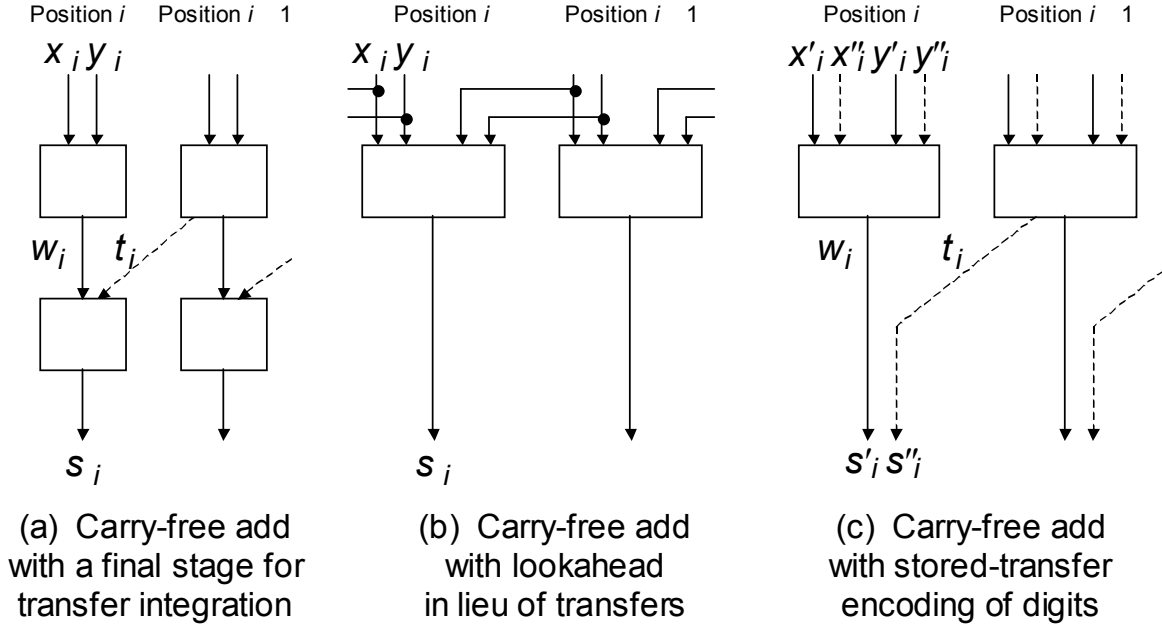 Position i
Position i 1
x i y i
w i
t i
s i
(a) Carry-free add
with a final stage for
transfer integration
Position i
Position i 1
x i y i
s i
(b) Carry-free add
with lookahead
in lieu of transfers
Position i
Position i 1
x'i x"i y'i y"i
w i
t i
s'i s"i
(c) Carry-free add
with stored-transfer
encoding of digits